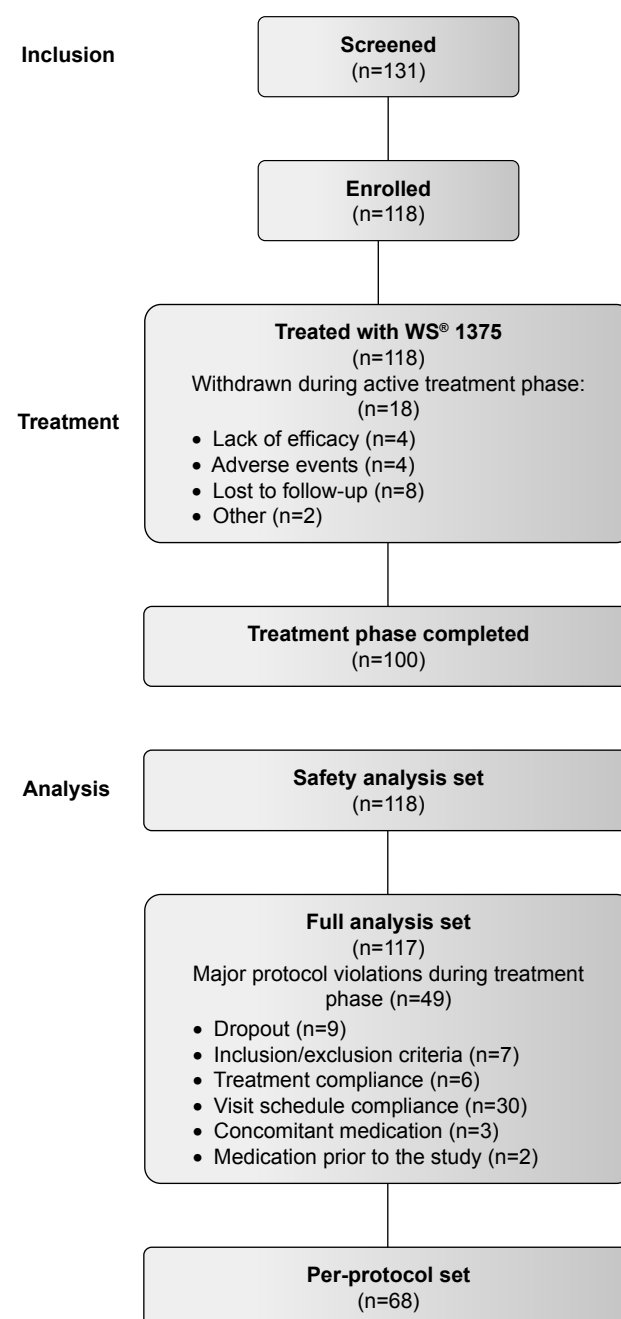 Inclusion
Screened
(n=131)
Enrolled
(n=118)
Treatment
Treated with WS® 1375
(n=118)
Withdrawn during active treatment phase:
(n=18)
• Lack of efficacy (n=4)
• Adverse events (n=4)
• Lost to follow-up (n=8)
• Other (n=2)
Treatment phase completed
(n=100)
Analysis
Safety analysis set
(n=118)
Full analysis set
(n=117)
Major protocol violations during treatment
phase (n=49)
• Dropout (n=9)
• Inclusion/exclusion criteria (n=7)
• Treatment compliance (n=6)
• Visit schedule compliance (n=30)
• Concomitant medication (n=3)
• Medication prior to the study (n=2)
Per-protocol set
(n=68)